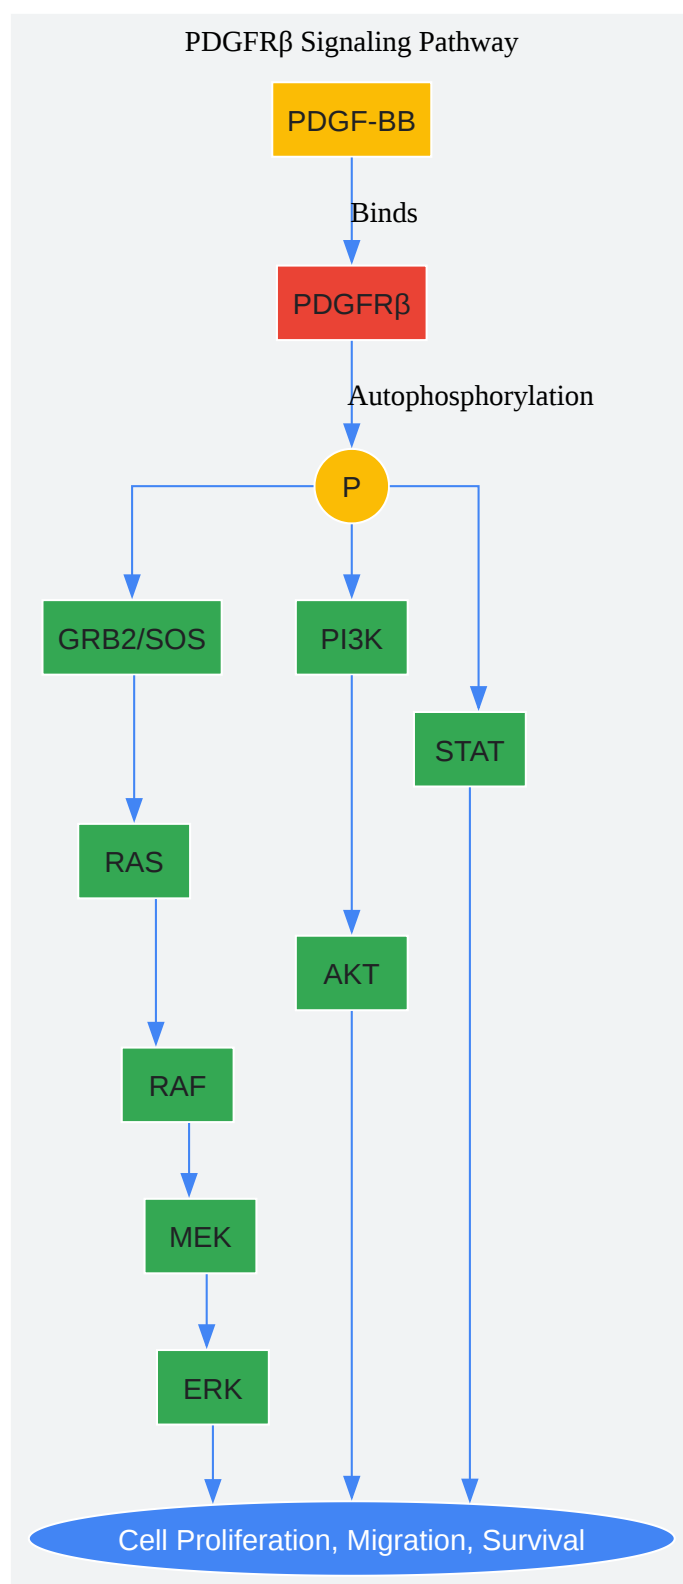 PDGFRβ Signaling Pathway
PDGF-BB
Binds
PDGFRβ
Autophosphorylation
P
GRB2/SOS
PI3K
STAT
RAS
AKT
RAF
MEK
ERK
Cell Proliferation, Migration, Survival